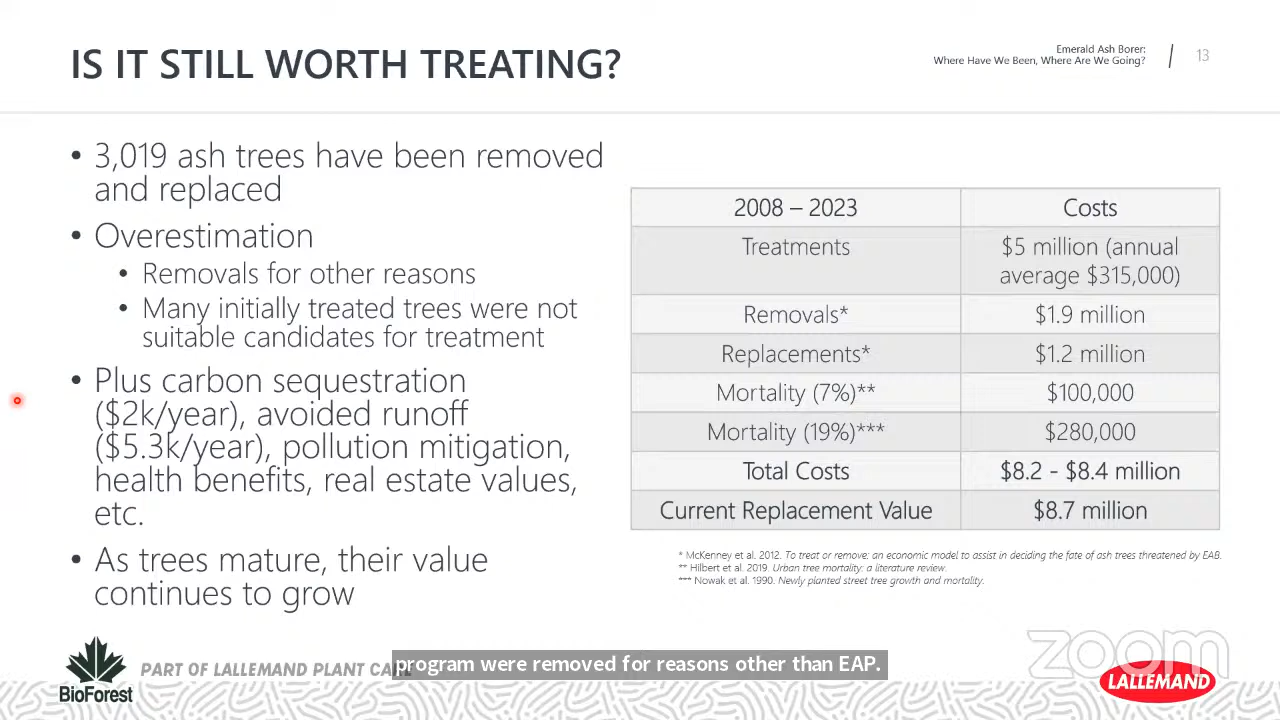 IS IT STILL WORTH TREATING?
Emerald Ash Borer:
Where Have We Been, Where Are We Going?
13
• 3,019 ash trees have been removed
and replaced
• Overestimation
• Removals for other reasons
• Many initially treated trees were not
suitable candidates for treatment
• Plus carbon sequestration
($2k/year), avoided runoff
($5.3k/year), pollution mitigation,
health benefits, real estate values,
etc.
• As trees mature, their value
continues to grow
2008 – 2023 Costs
Treatments $5 million (annual
average $315,000)
Removals* $1.9 million
Replacements* $1.2 million
Mortality (7%)** $100,000
Mortality (19%)*** $280,000
Total Costs $8.2 - $8.4 million
Current Replacement Value $8.7 million
* McKenney et al. 2012. To treat or remove: an economic model to assist in deciding the fate of ash trees threatened by EAB.
** Hilbert et al. 2019. Urban tree mortality: a literature review.
*** Nowak et al. 1990. Newly planted street tree growth and mortality.
zoom
BioForest
PART OF LALLEMAND PLANT CARE
program were removed for reasons other than EAP.
LALLEMAND